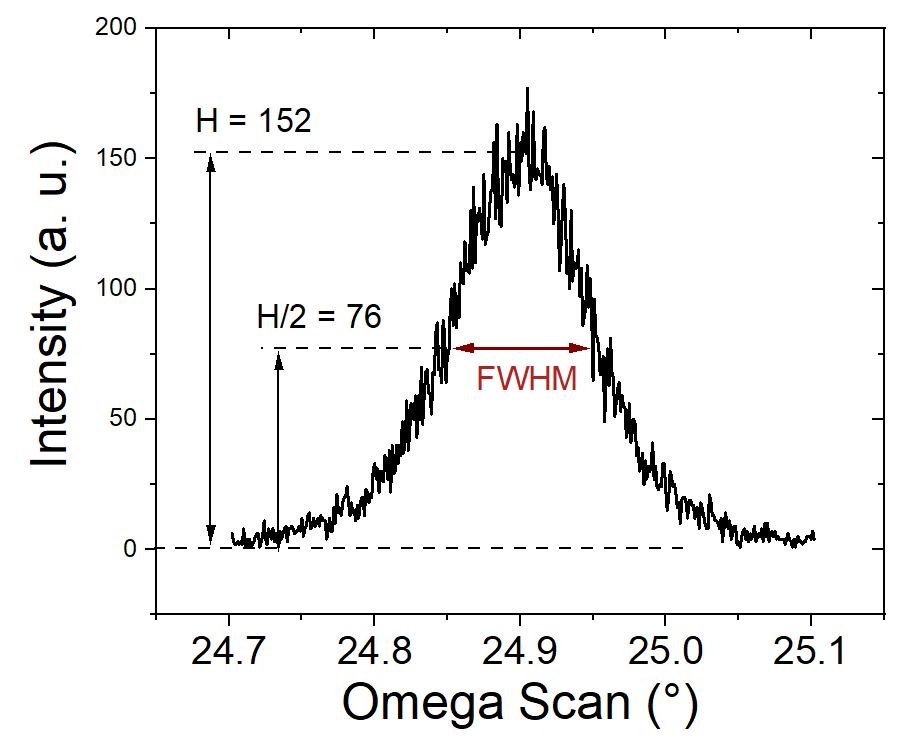 200
H = 152
150
H/2 = 76
100
FWHM
50
0
24.7 24.8 24.9 25.0 25.1
Omega Scan (°)
Intensity (a. u.)